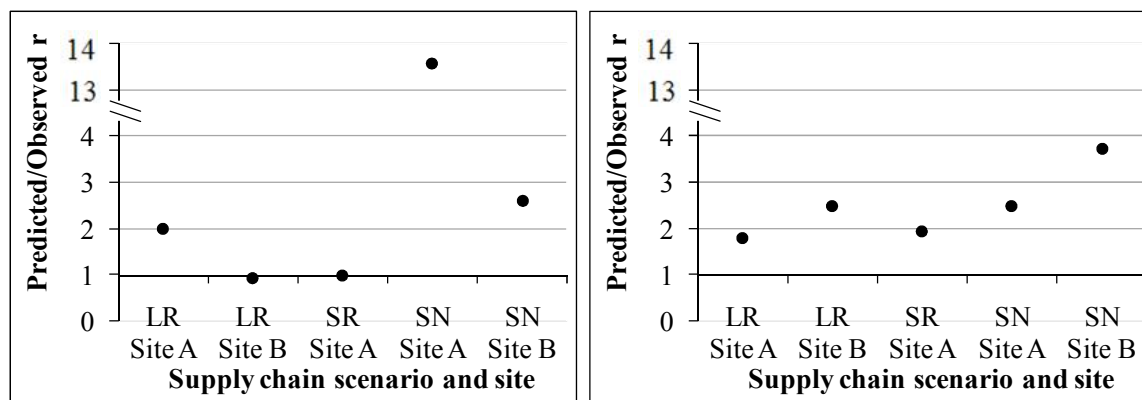 Predicted/Observed r
14
13
4
3
2
1
0
LR LR SR SN SN
Site A Site B Site A Site A Site B
Supply chain scenario and site
Predicted/Observed r
14
13
4
3
2
1
0
LR LR SR SN SN
Site A Site B Site A Site A Site B
Supply chain scenario and site